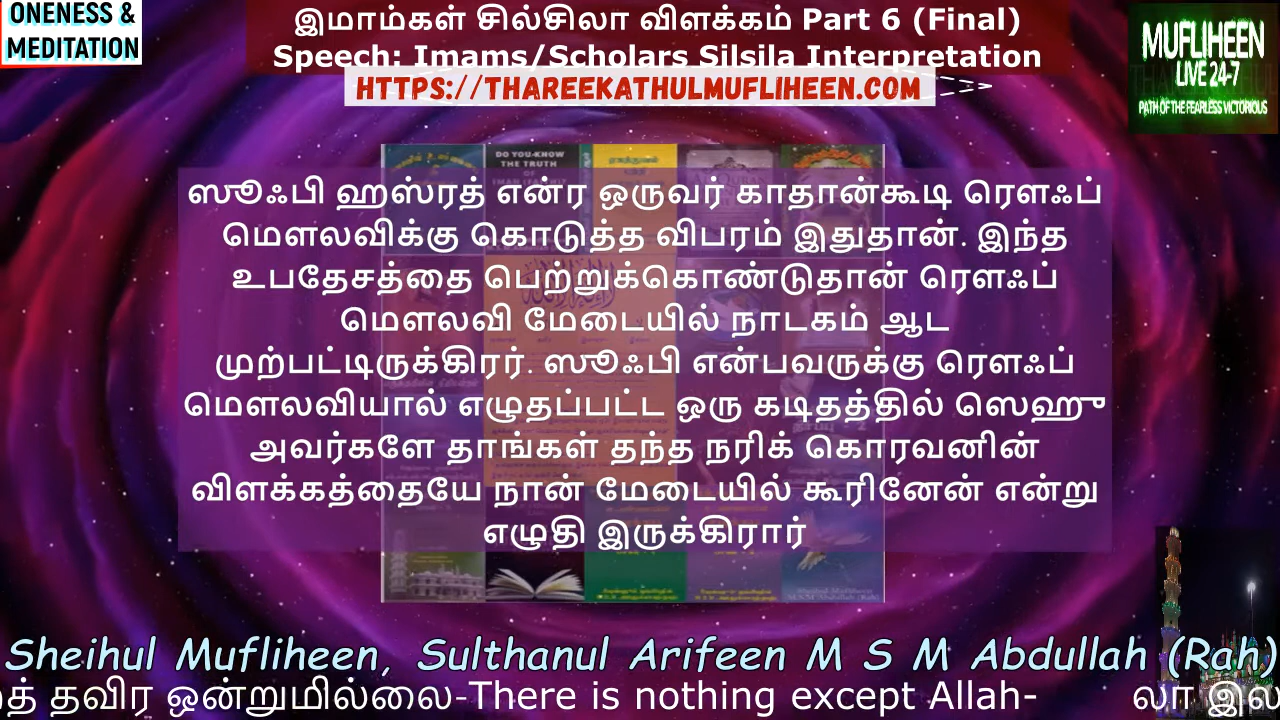 ONENESS &
MEDITATION
இமாம்கள் சில்சிலா விளக்கம் Part 6 (Final)
Speech: Imams/Scholars Silsila Interpretation
HTTPS://THAREEKATHULMUFLIHEEN.COM
MUFLIHEEN
LIVE 24-7
PATH OF THE FEARLESS VICTORIOUS
DO YOU KNOW
THE TRUTH
ஸூஃபி ஹஸ்ரத் என்ர ஒருவர் காதான்கூடி ரௌஃப்
மௌலவிக்கு கொடுத்த விபரம் இதுதான். இந்த
உபதேசத்தை பெற்றுக்கொண்டுதான் ரௌஃப்
மௌலவி மேடையில் நாடகம் ஆட
முற்பட்டிருக்கிரர். ஸூஃபி என்பவருக்கு ரௌஃப்
மௌலவியால் எழுதப்பட்ட ஒரு கடிதத்தில் ஸெஹு
அவர்களே தாங்கள் தந்த நரிக் கொரவனின்
விளக்கத்தையே நான் மேடையில் கூரினேன் என்று
எழுதி இருக்கிரார்
Sheihul Mufliheen, Sulthanul Arifeen M S M Abdullah (Rah)
தவிர ஒன்றுமில்லை-There is nothing except Allah- லா